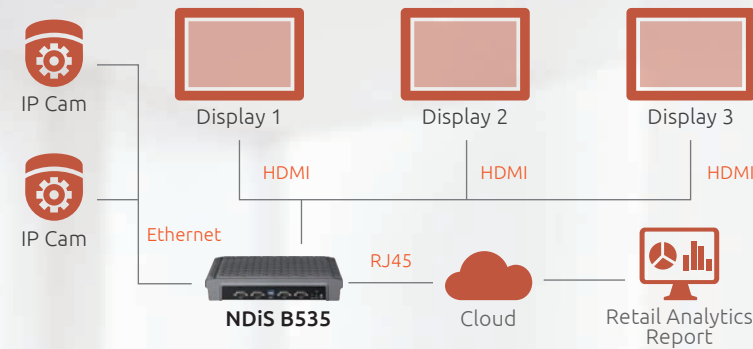 IP Cam
Display 1
Display 2
Display 3
HDMI
HDMI
HDMI
IP Cam
Ethernet
RJ45
NDiS B535
Cloud
Retail Analytics
Report